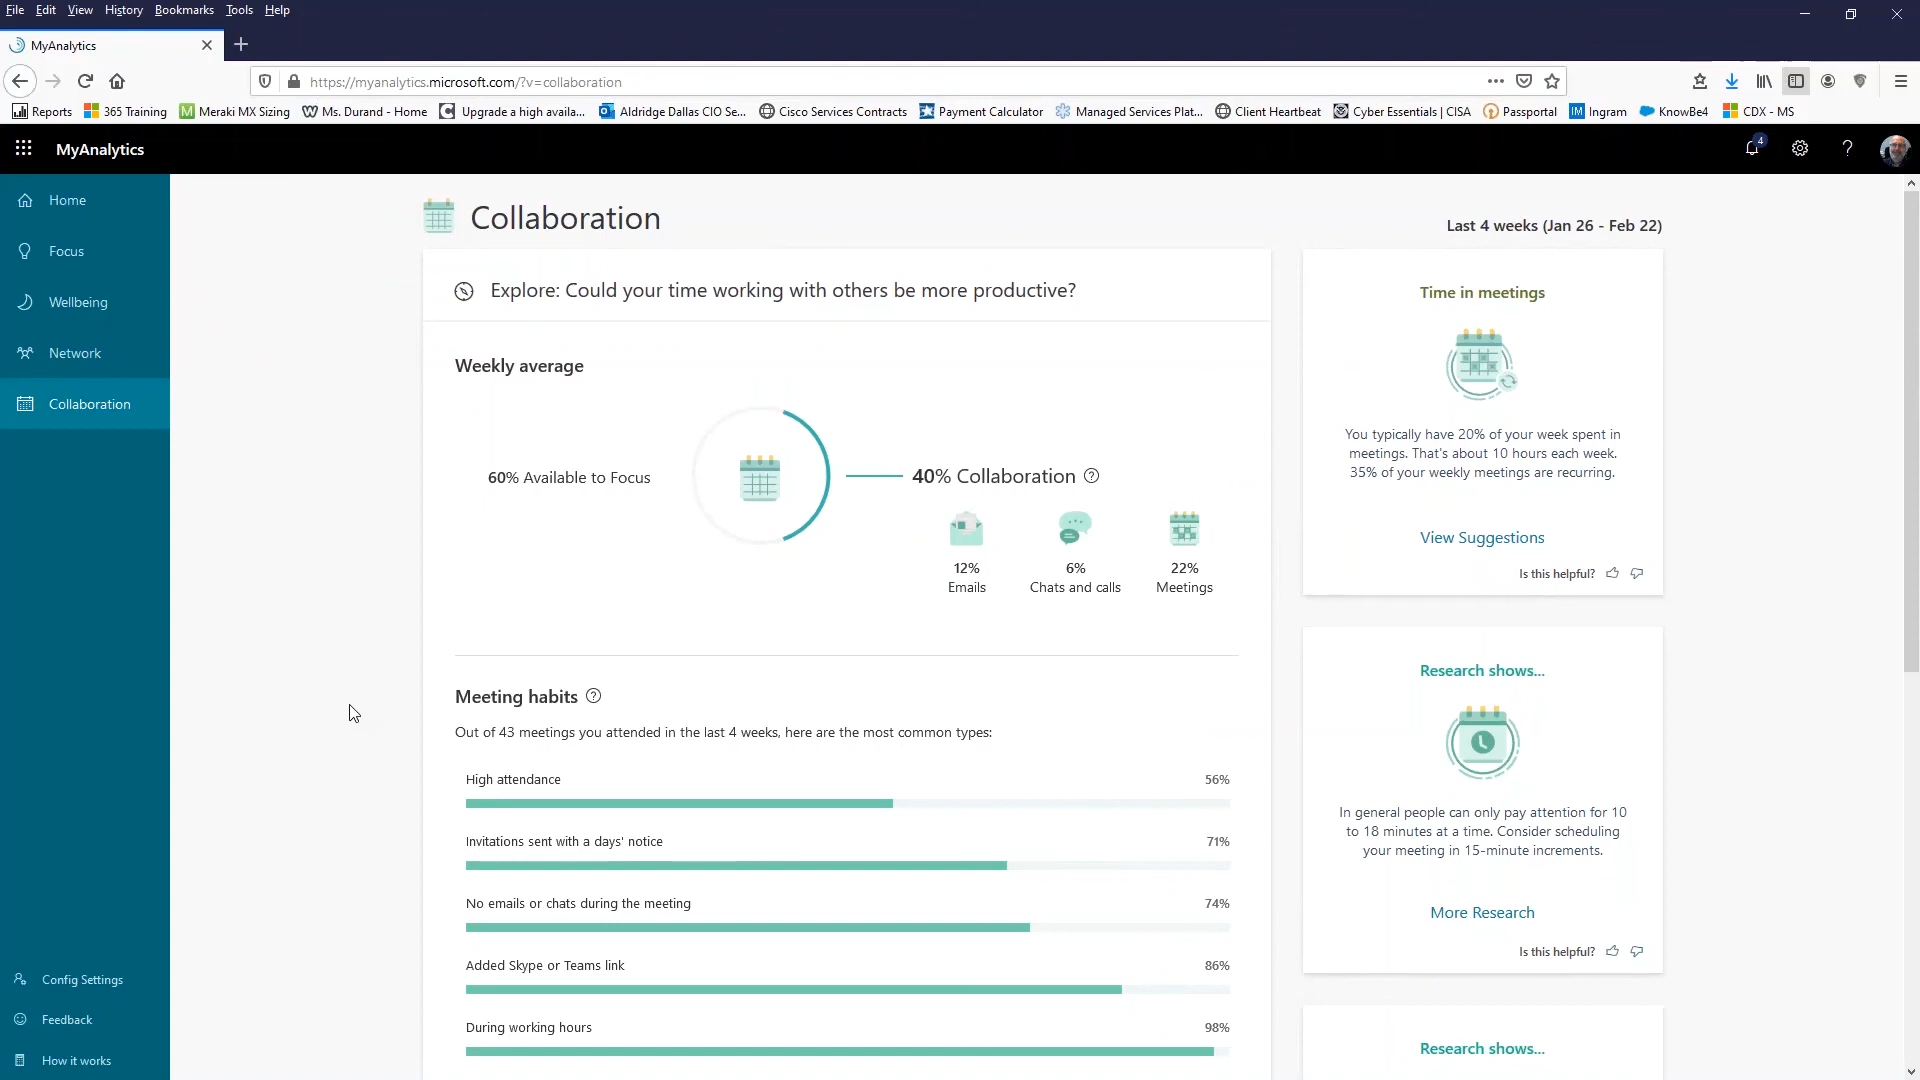 File Edit View History Bookmarks Tools Help
MyAnalytics
https://myanalytics.microsoft.com/?v=collaboration
Reports 365 Training Meraki MX Sizing Ms. Durand - Home Upgrade a high availa... Aldridge Dallas CIO Se... Cisco Services Contracts Payment Calculator Managed Services Plat... Client Heartbeat Cyber Essentials | CISA Passportal Ingram KnowBe4 CDX - MS
MyAnalytics
4
Home
Focus
Wellbeing
Network
Collaboration
Config Settings
Feedback
How it works
Collaboration
Last 4 weeks (Jan 26 - Feb 22)
Explore: Could your time working with others be more productive?
Weekly average
60% Available to Focus
40% Collaboration
12%
Emails
6%
Chats and calls
22%
Meetings
Meeting habits
Out of 43 meetings you attended in the last 4 weeks, here are the most common types:
High attendance 56%
Invitations sent with a days' notice 71%
No emails or chats during the meeting 74%
Added Skype or Teams link 86%
During working hours 98%
Time in meetings
You typically have 20% of your week spent in
meetings. That's about 10 hours each week.
35% of your weekly meetings are recurring.
View Suggestions
Is this helpful?
Research shows...
In general people can only pay attention for 10
to 18 minutes at a time. Consider scheduling
your meeting in 15-minute increments.
More Research
Is this helpful?
Research shows...